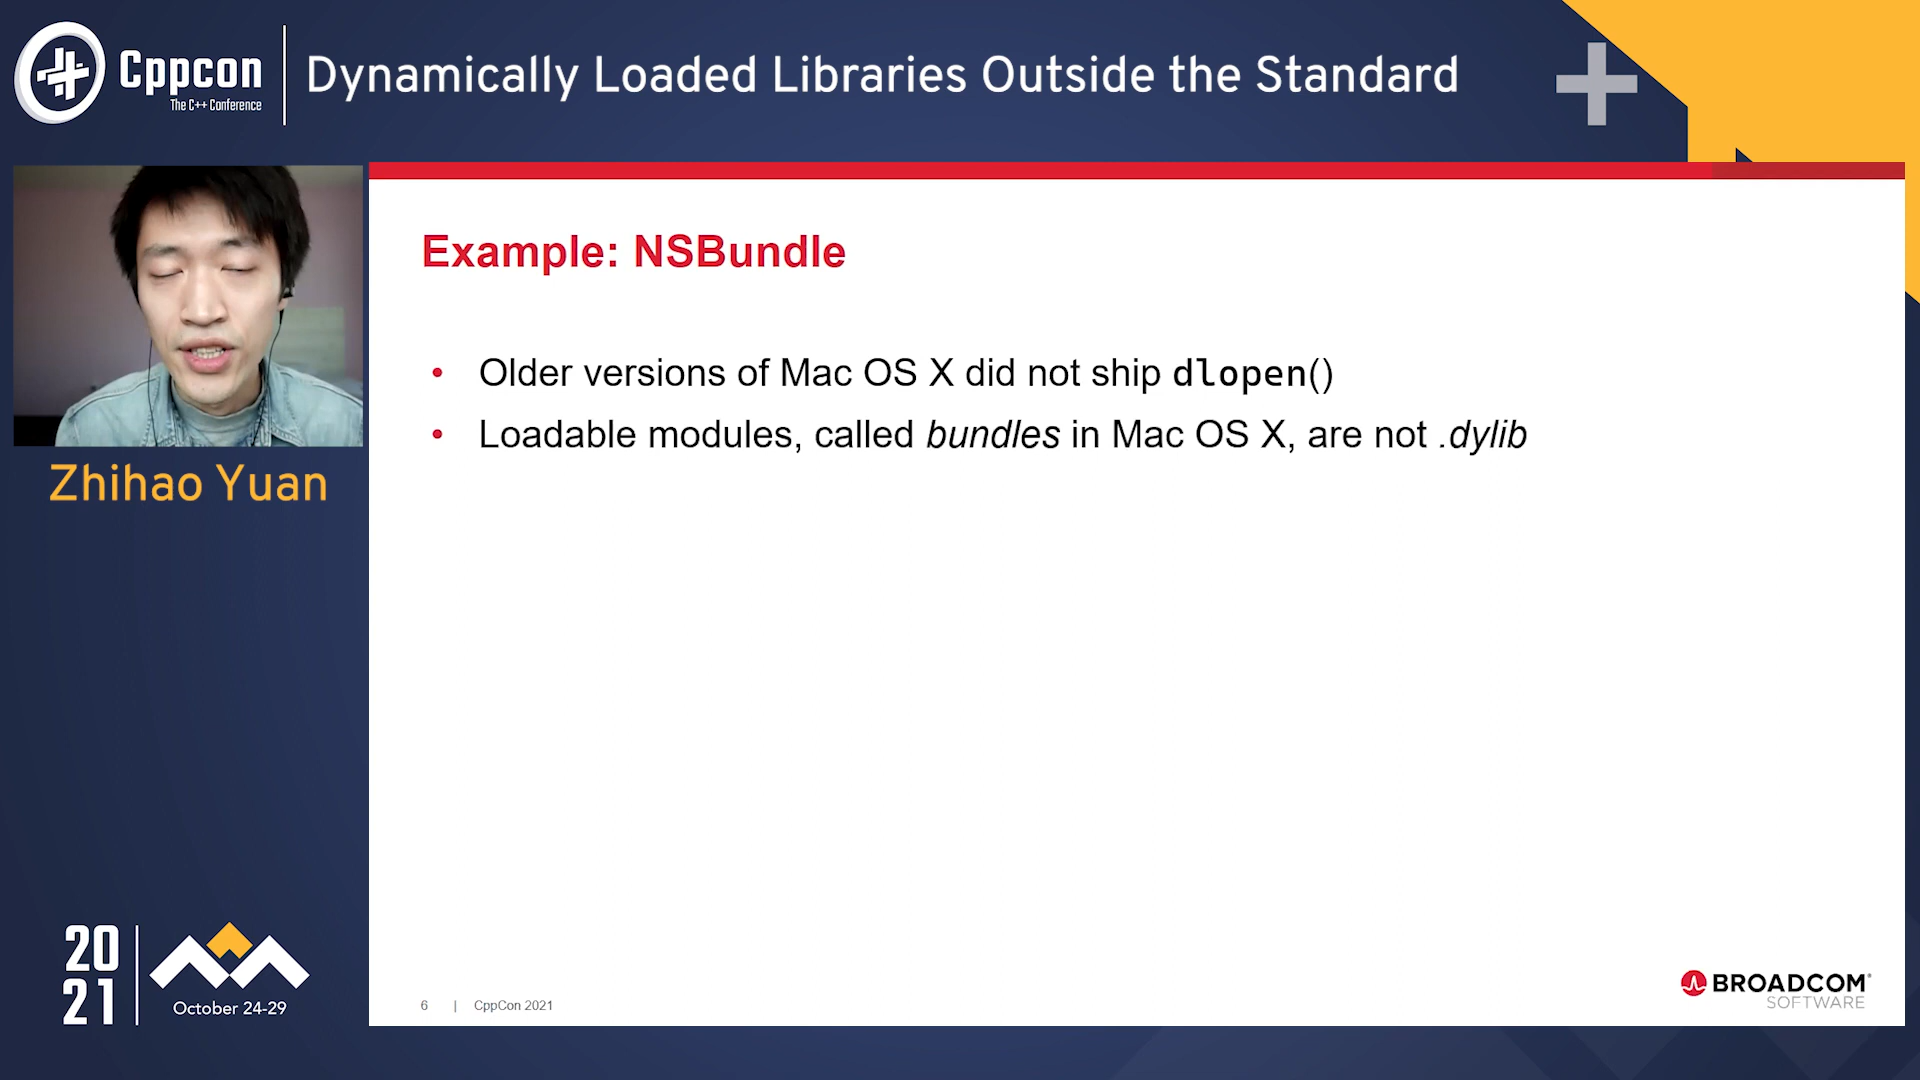 Cppcon
The C++ Conference
Dynamically Loaded Libraries Outside the Standard
Zhihao Yuan
Example: NSBundle
• Older versions of Mac OS X did not ship dlopen()
• Loadable modules, called bundles in Mac OS X, are not .dylib
20
21
October 24-29
6 | CppCon 2021
BROADCOM®
SOFTWARE